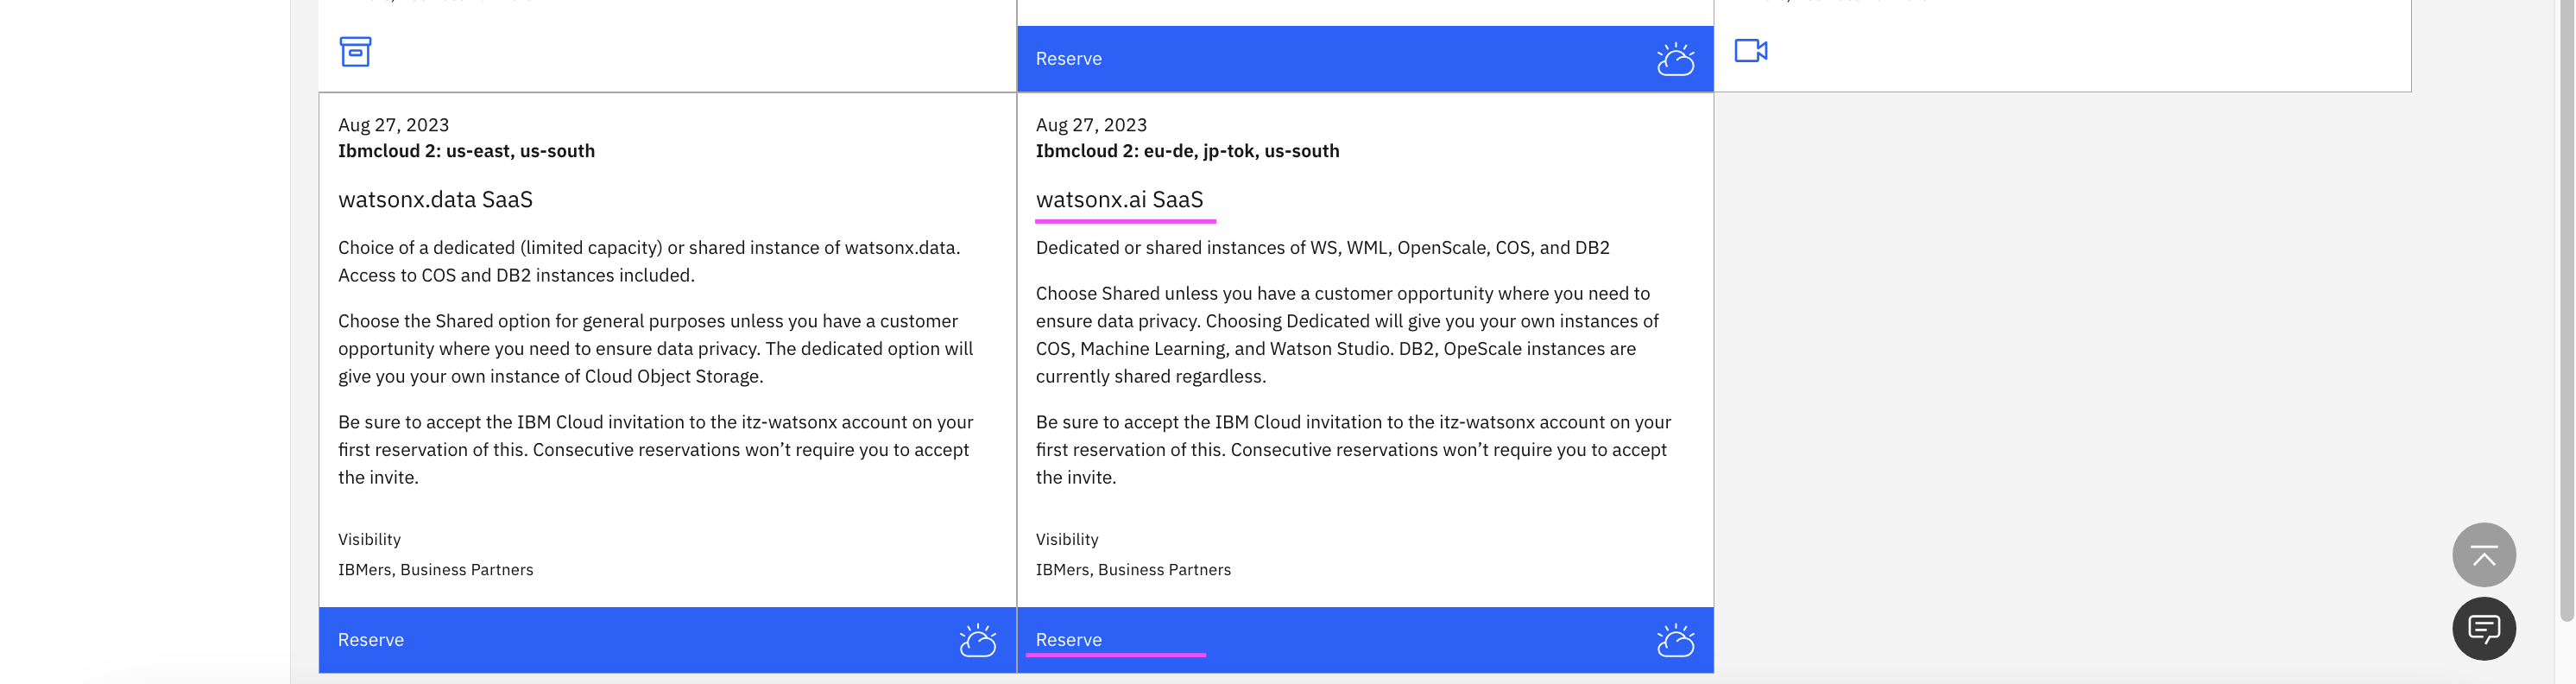 Reserve
Aug 27, 2023
Ibmcloud 2: us-east, us-south
watsonx.data SaaS
Choice of a dedicated (limited capacity) or shared instance of watsonx.data.
Access to COS and DB2 instances included.
Choose the Shared option for general purposes unless you have a customer
opportunity where you need to ensure data privacy. The dedicated option will
give you your own instance of Cloud Object Storage.
Be sure to accept the IBM Cloud invitation to the itz-watsonx account on your
first reservation of this. Consecutive reservations won’t require you to accept
the invite.
Visibility
IBMers, Business Partners
Reserve
Aug 27, 2023
Ibmcloud 2: eu-de, jp-tok, us-south
watsonx.ai SaaS
Dedicated or shared instances of WS, WML, OpenScale, COS, and DB2
Choose Shared unless you have a customer opportunity where you need to
ensure data privacy. Choosing Dedicated will give you your own instances of
COS, Machine Learning, and Watson Studio. DB2, OpeScale instances are
currently shared regardless.
Be sure to accept the IBM Cloud invitation to the itz-watsonx account on your
first reservation of this. Consecutive reservations won’t require you to accept
the invite.
Visibility
IBMers, Business Partners
Reserve